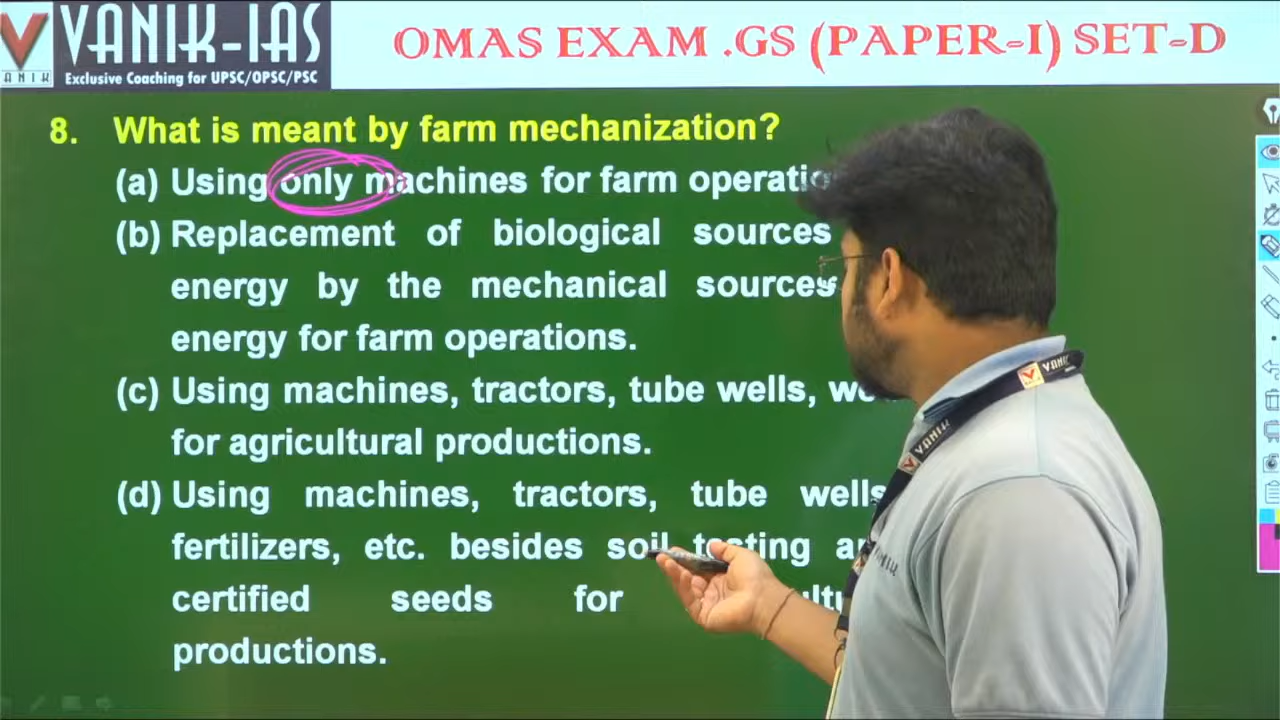 VANIK-IAS
VANIK
Exclusive Coaching for UPSC/OPSC/PSC
OMAS EXAM .GS (PAPER-I) SET-D
8. What is meant by farm mechanization?
(a) Using only machines for farm
(b) Replacement of biological sources
energy by the mechanical sources
energy for farm operations.
(c) Using machines, tractors, tube wells,
for agricultural productions.
(d) Using machines, tractors, tube wells
fertilizers, etc. besides soil testing
certified seeds for
productions.
VANIK
VANIK